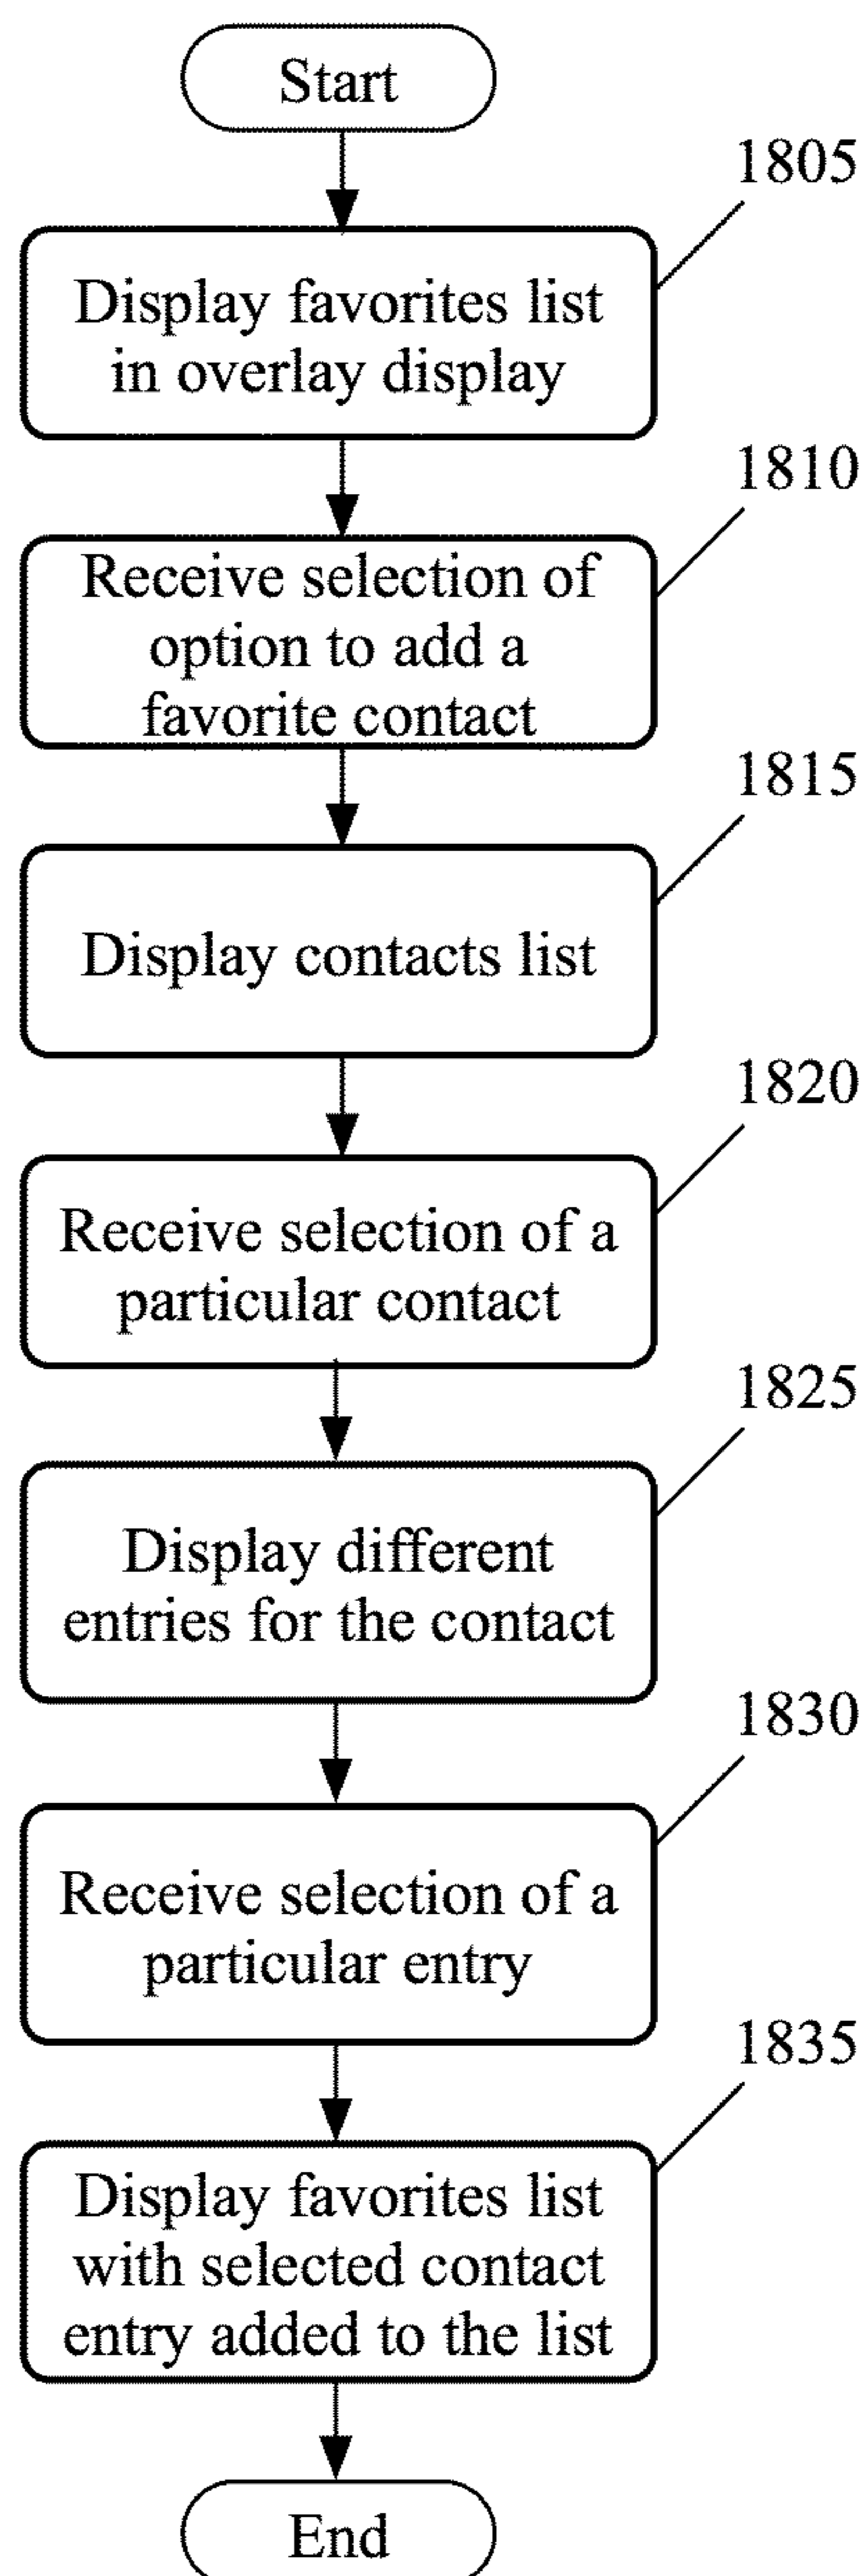 Start
1805
Display favorites list
in overlay display
1810
Receive selection of
option to add a
favorite contact
1815
Display contacts list
1820
Receive selection of a
particular contact
1825
Display different
entries for the contact
1830
Receive selection of a
particular entry
1835
Display favorites list
with selected contact
entry added to the list
End